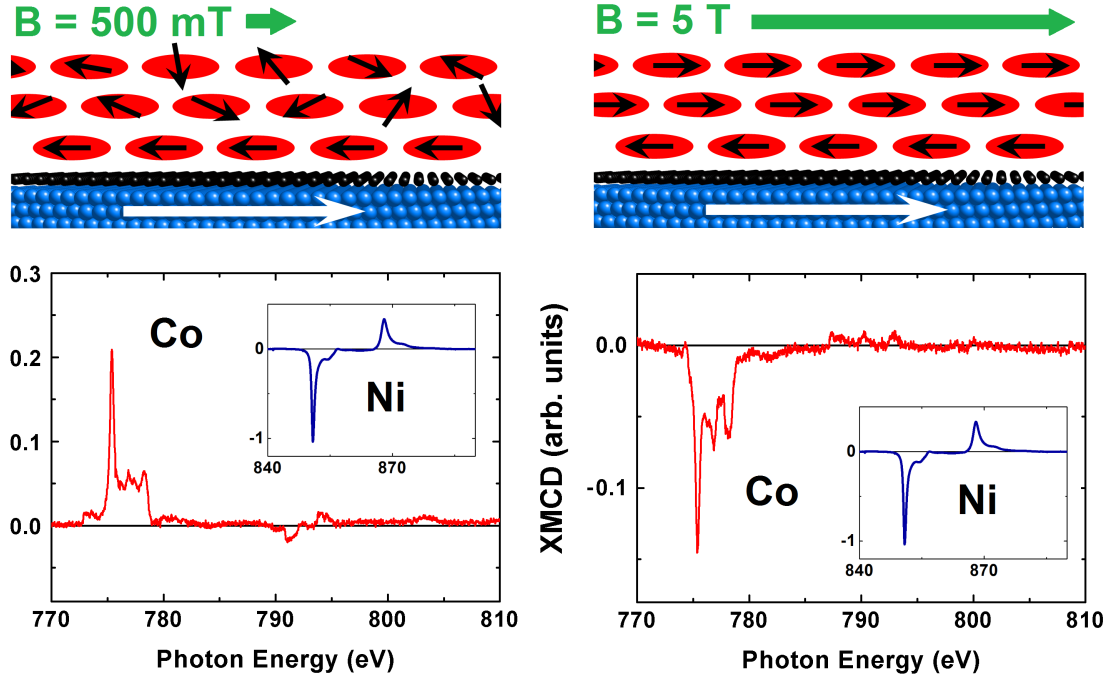 B = 500 mT
B = 5 T
0.3
0.2
0.1
0.0
Co
0
-1
840
870
Ni
770
780
790
800
810
Photon Energy (eV)
XMCD (arb. units)
0.0
-0.1
Co
0
-1
840
870
Ni
770
780
790
800
810
Photon Energy (eV)